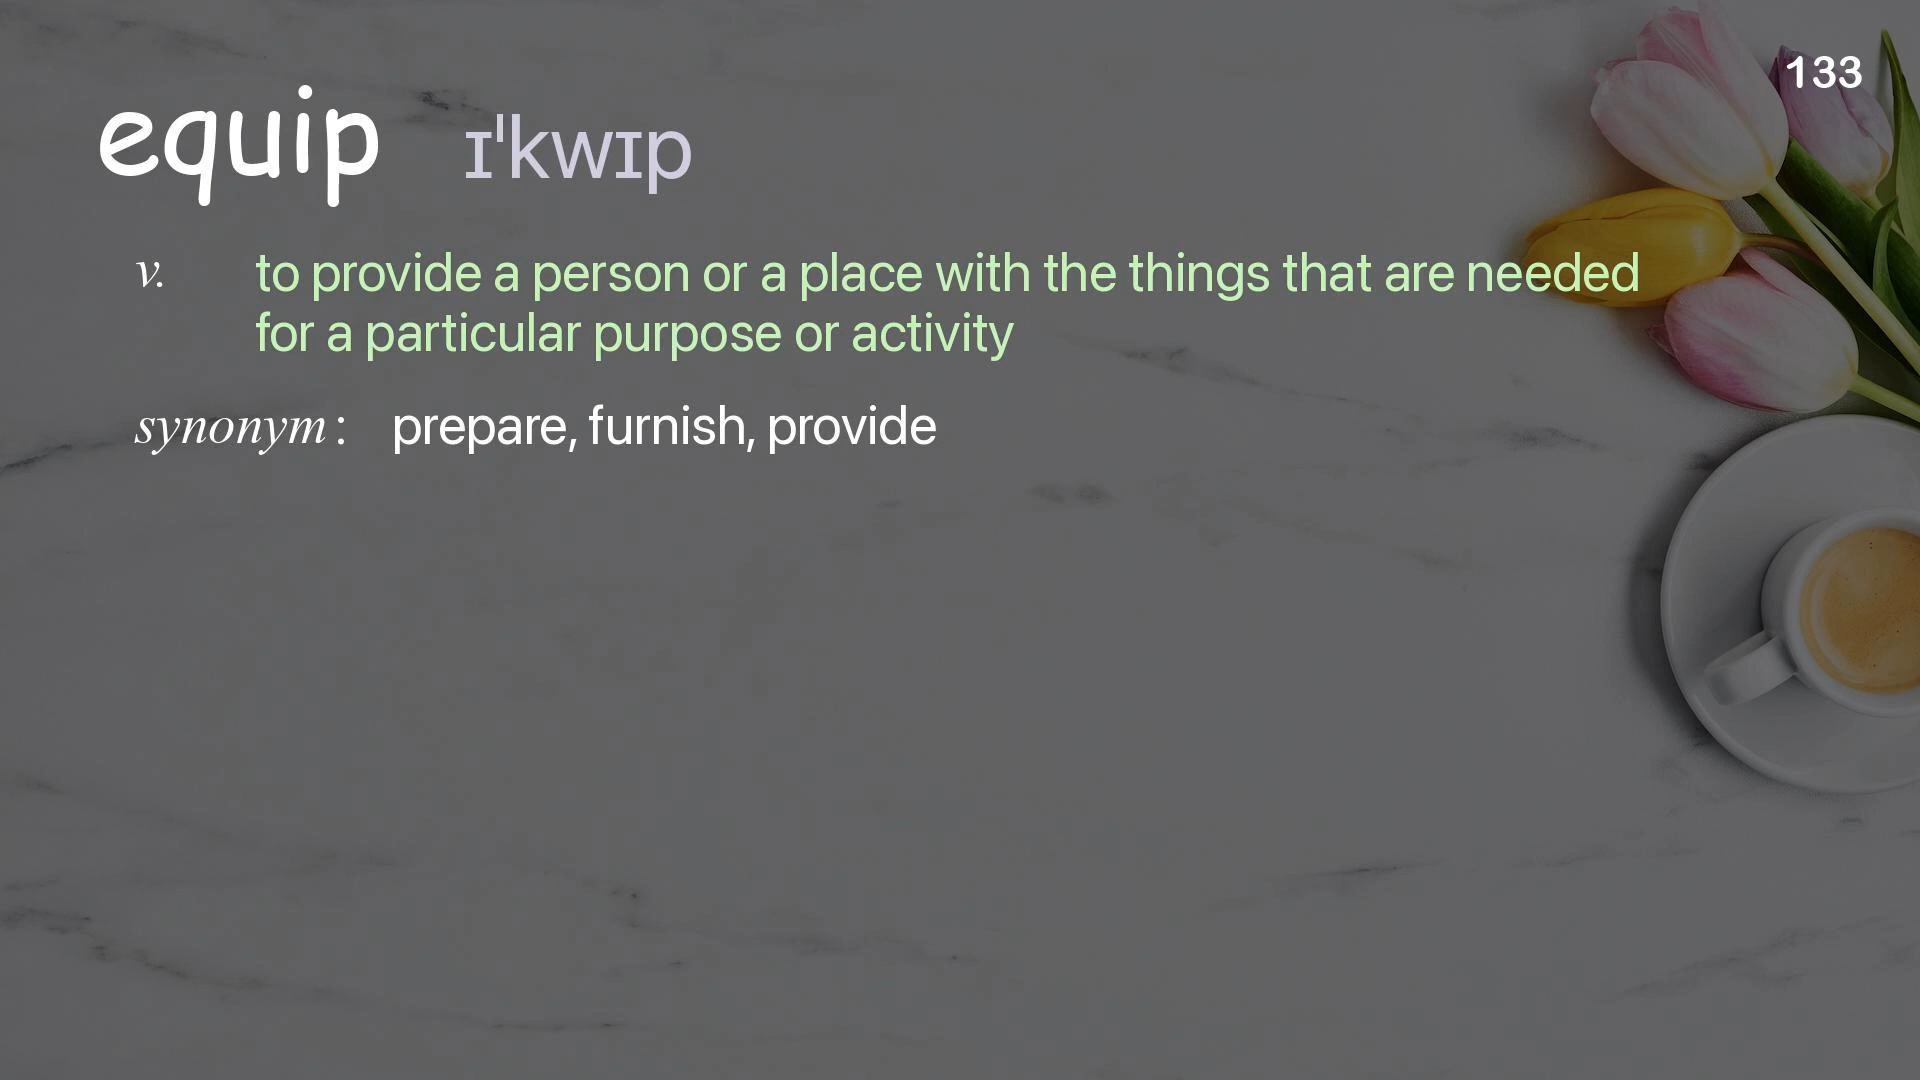 133
equip ɪˈkwɪp
v. to provide a person or a place with the things that are needed
for a particular purpose or activity
synonym : prepare, furnish, provide